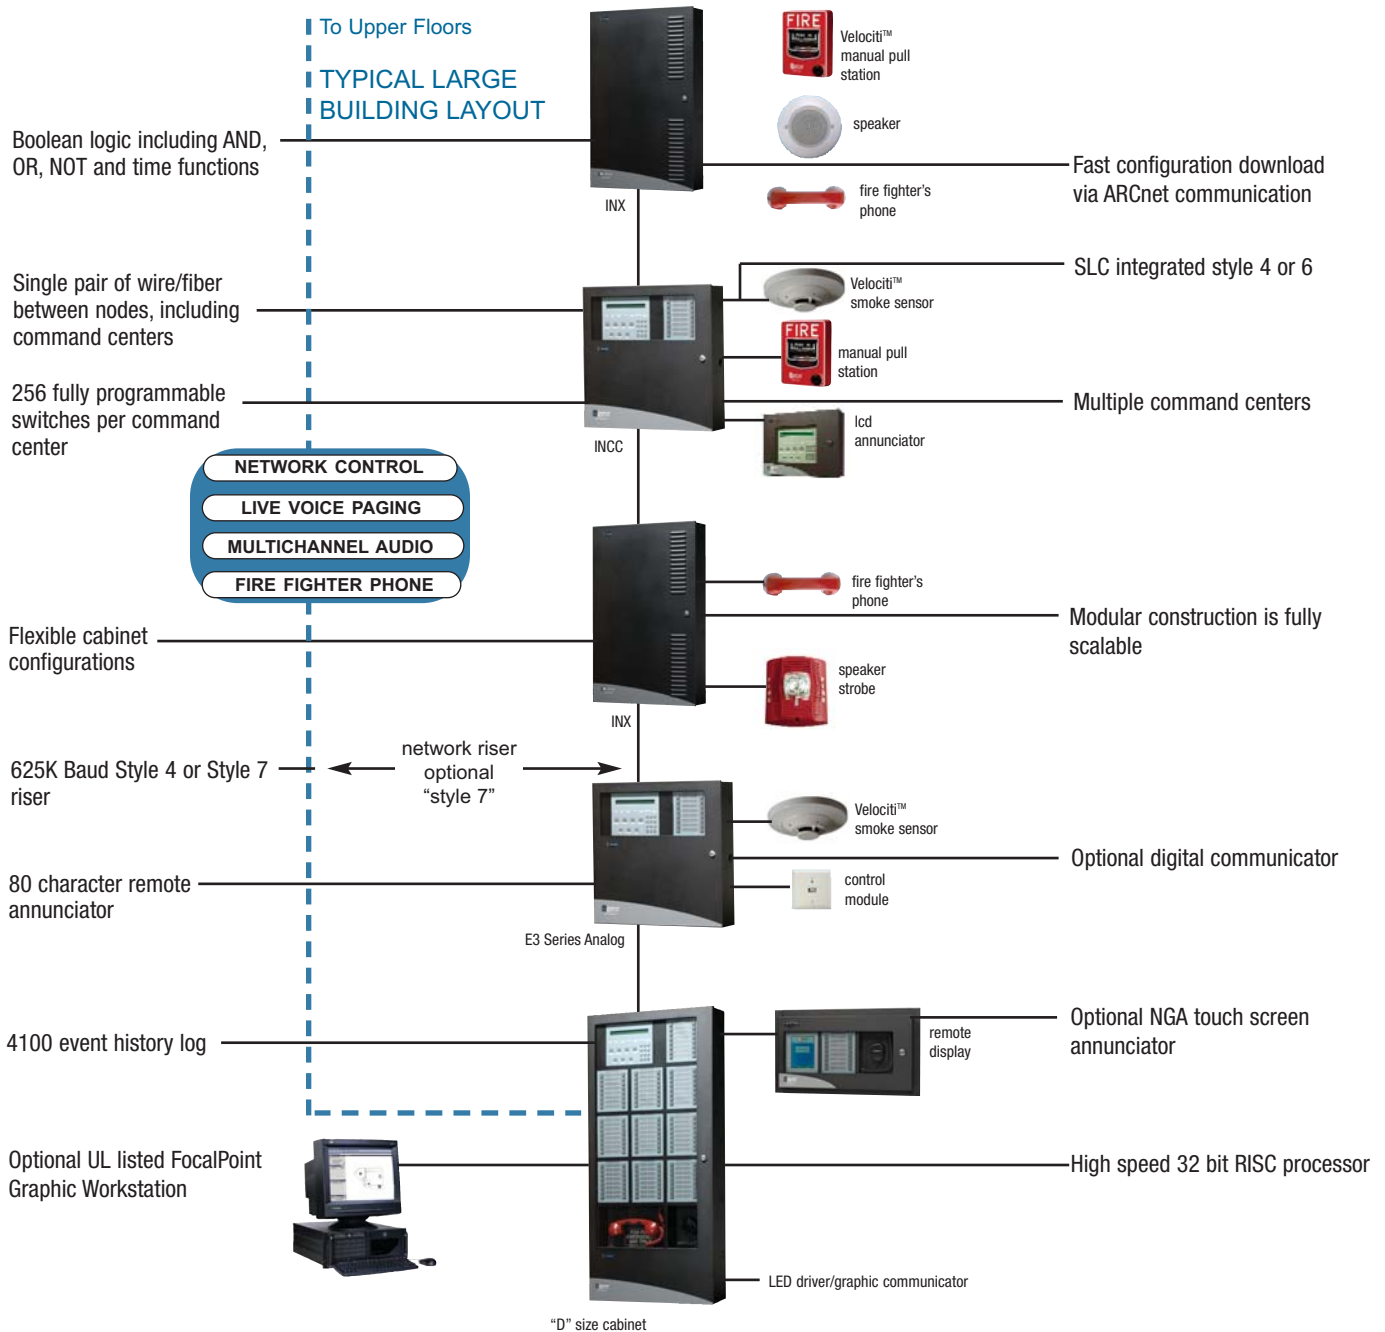 To Upper Floors
TYPICAL LARGE
BUILDING LAYOUT
FIRE
Velociti™
manual pull
station
speaker
Boolean logic including AND,
OR, NOT and time functions
Fast configuration download
via ARCnet communication
fire fighter's
phone
INX
Single pair of wire/fiber
between nodes, including
command centers
SLC integrated style 4 or 6
Velociti™
smoke sensor
FIRE
manual pull
station
256 fully programmable
switches per command
center
Multiple command centers
lcd
annunciator
INCC
NETWORK CONTROL
LIVE VOICE PAGING
MULTICHANNEL AUDIO
FIRE FIGHTER PHONE
fire fighter's
phone
Flexible cabinet
configurations
Modular construction is fully
scalable
speaker
strobe
INX
625K Baud Style 4 or Style 7
riser
network riser
optional
“style 7”
Velociti™
smoke sensor
Optional digital communicator
80 character remote
annunciator
control
module
E3 Series Analog
4100 event history log
remote
display
Optional NGA touch screen
annunciator
Optional UL listed FocalPoint
Graphic Workstation
High speed 32 bit RISC processor
LED driver/graphic communicator
“D” size cabinet